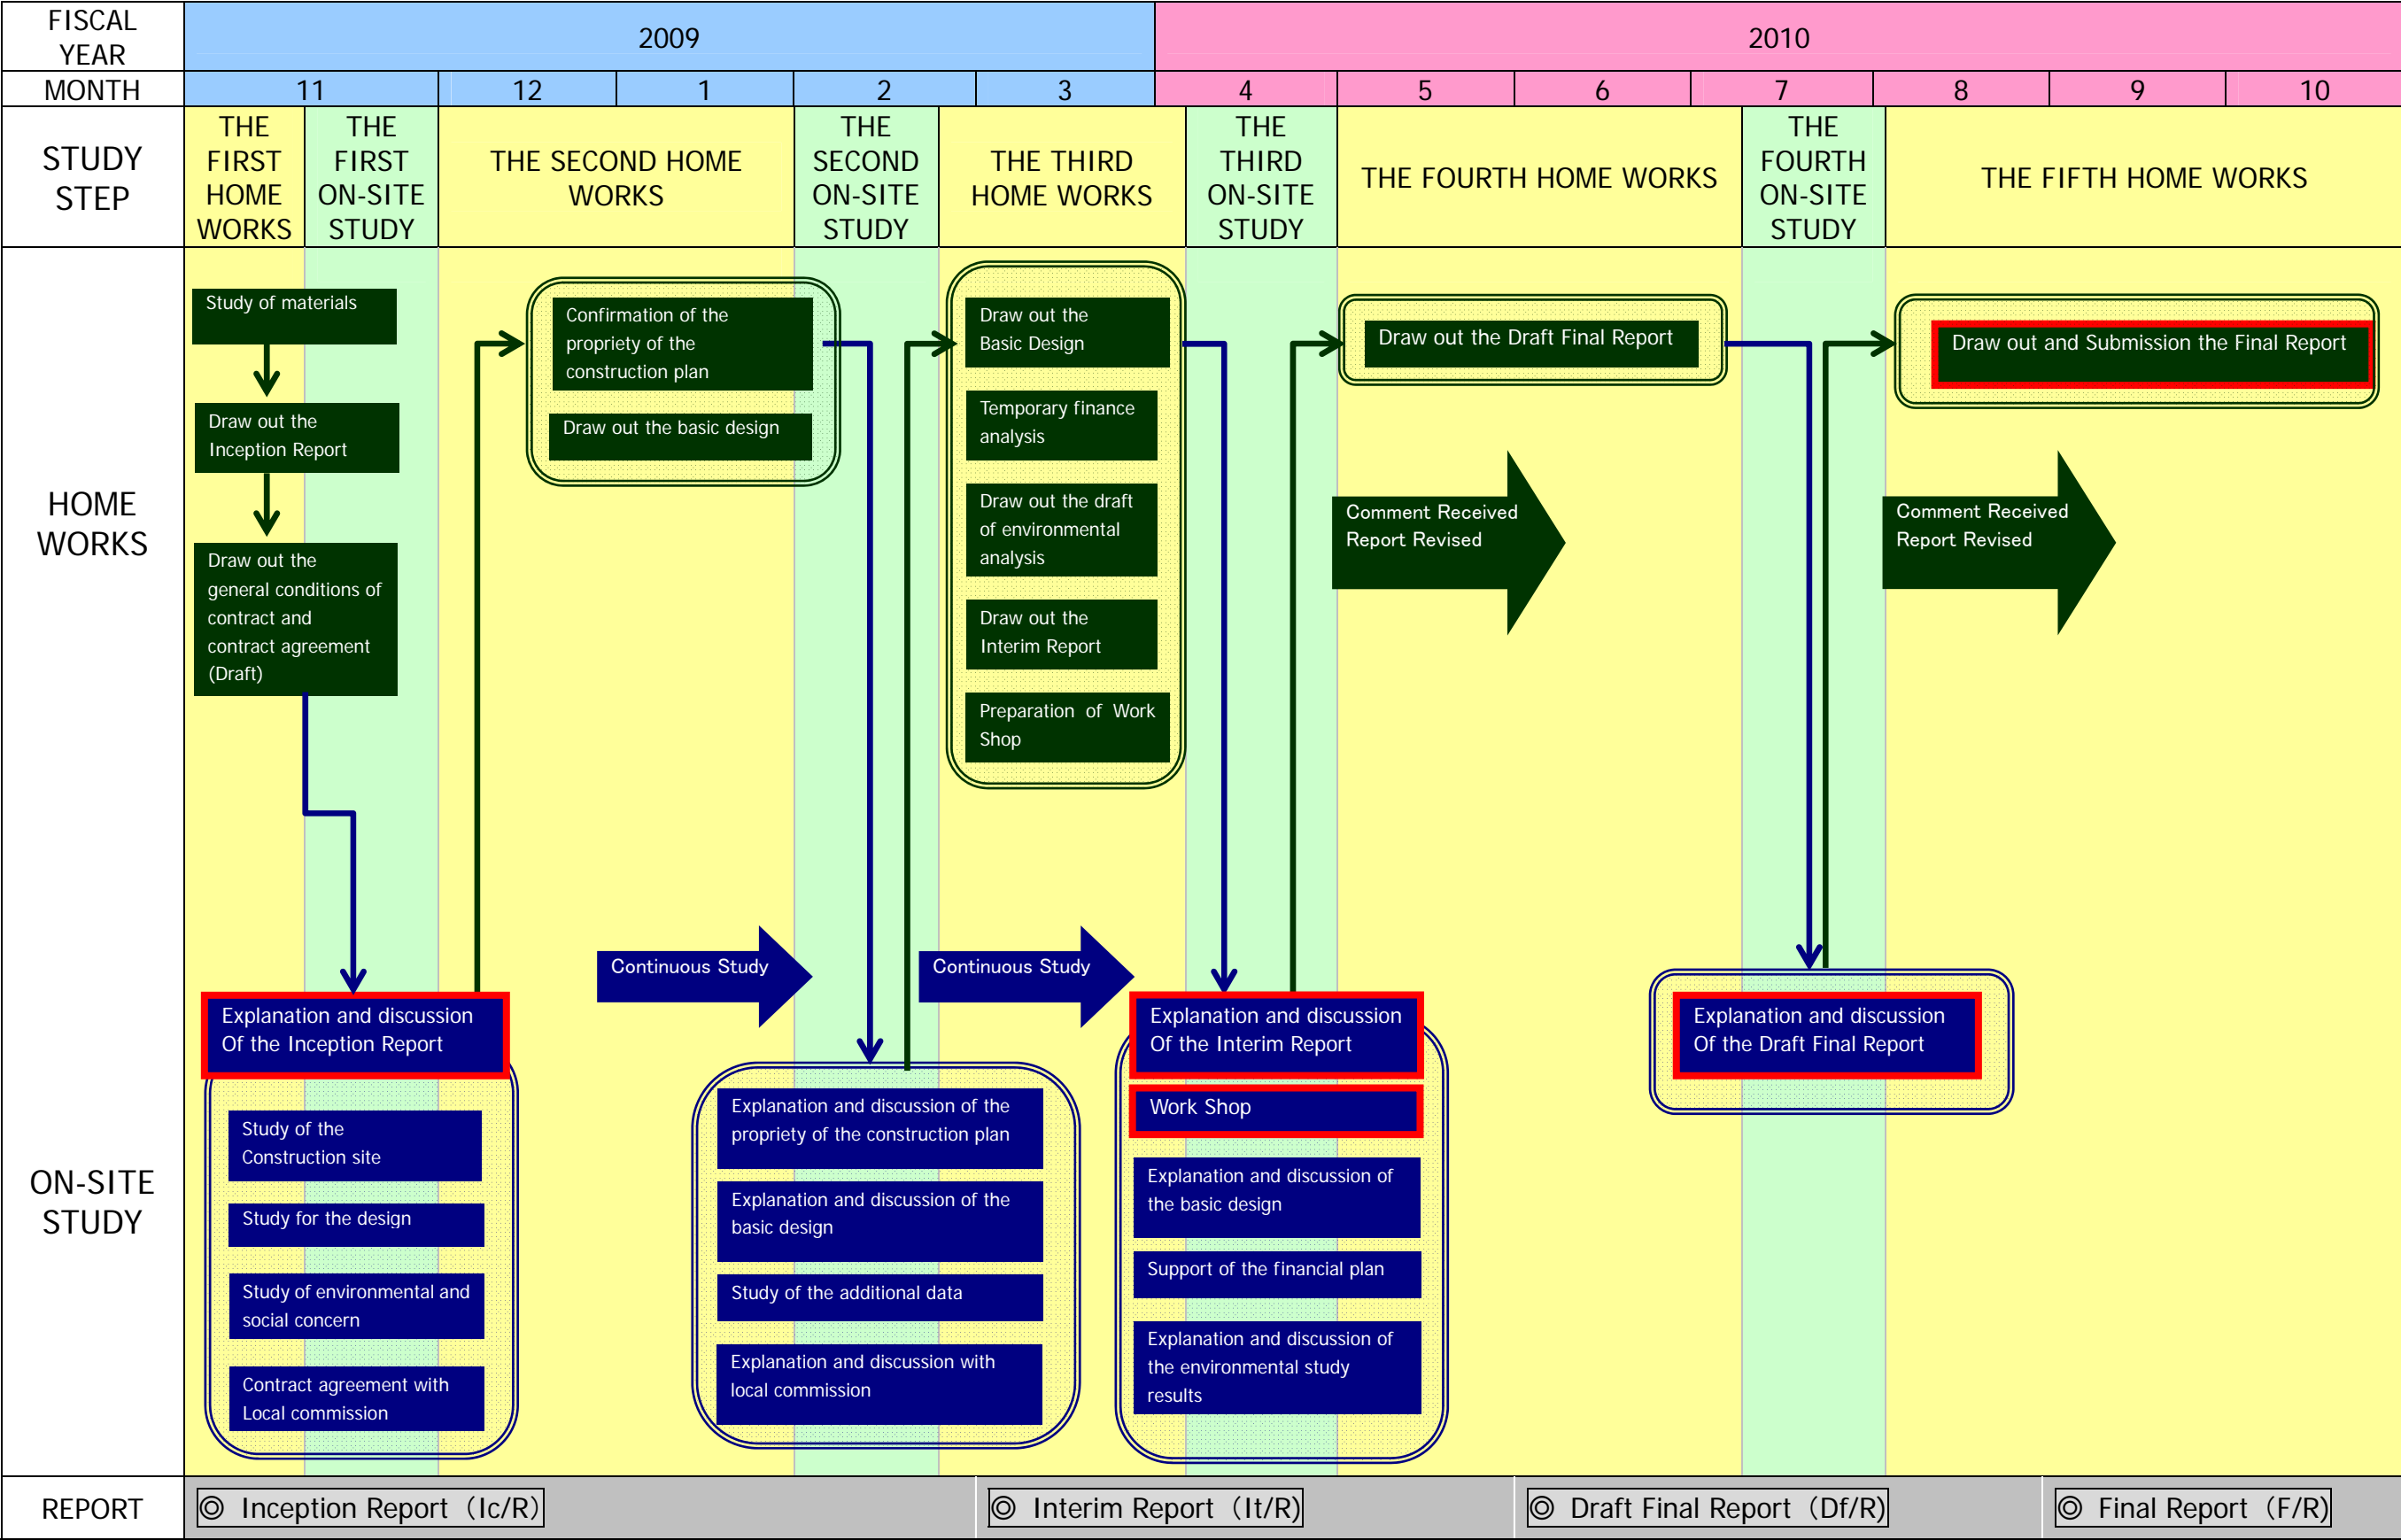 FISCAL
YEAR
2009
2010
MONTH
11
12
1
2
3
4
5
6
7
8
9
10
STUDY
STEP
THE
FIRST
HOME
WORKS
THE
FIRST
ON-SITE
STUDY
THE SECOND HOME
WORKS
THE
SECOND
ON-SITE
STUDY
THE THIRD
HOME WORKS
THE
THIRD
ON-SITE
STUDY
THE FOURTH HOME WORKS
THE
FOURTH
ON-SITE
STUDY
THE FIFTH HOME WORKS
HOME
WORKS
Study of materials
Draw out the
Inception Report
Draw out the
general conditions of
contract and
contract agreement
(Draft)
Confirmation of the
propriety of the
construction plan
Draw out the basic design
Draw out the
Basic Design
Temporary finance
analysis
Draw out the draft
of environmental
analysis
Draw out the
Interim Report
Preparation of Work
Shop
Draw out the Draft Final Report
Comment Received
Report Revised
Draw out and Submission the Final Report
Comment Received
Report Revised
ON-SITE
STUDY
Explanation and discussion
Of the Inception Report
Study of the
Construction site
Study for the design
Study of environmental and
social concern
Contract agreement with
Local commission
Continuous Study
Explanation and discussion of the
propriety of the construction plan
Explanation and discussion of the
basic design
Study of the additional data
Explanation and discussion with
local commission
Continuous Study
Explanation and discussion
Of the Interim Report
Work Shop
Explanation and discussion of
the basic design
Support of the financial plan
Explanation and discussion of
the environmental study
results
Explanation and discussion
Of the Draft Final Report
REPORT
◎ Inception Report（Ic/R）
◎ Interim Report（It/R）
◎ Draft Final Report（Df/R）
◎ Final Report（F/R）